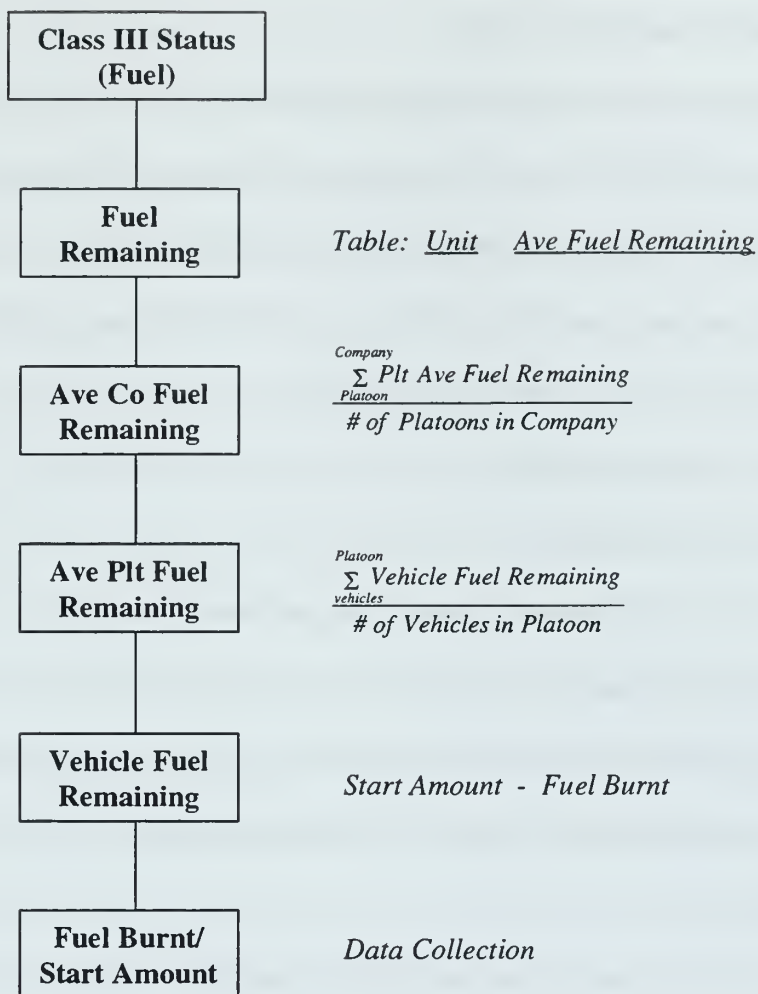 Class III Status
(Fuel)
Fuel
Remaining
Table: Unit Ave Fuel Remaining
Ave Co Fuel
Remaining
Company
Σ Plt Ave Fuel Remaining
Platoon
# of Platoons in Company
Ave Plt Fuel
Remaining
Platoon
Σ Vehicle Fuel Remaining
vehicles
# of Vehicles in Platoon
Vehicle Fuel
Remaining
Start Amount - Fuel Burnt
Fuel Burnt/
Start Amount
Data Collection